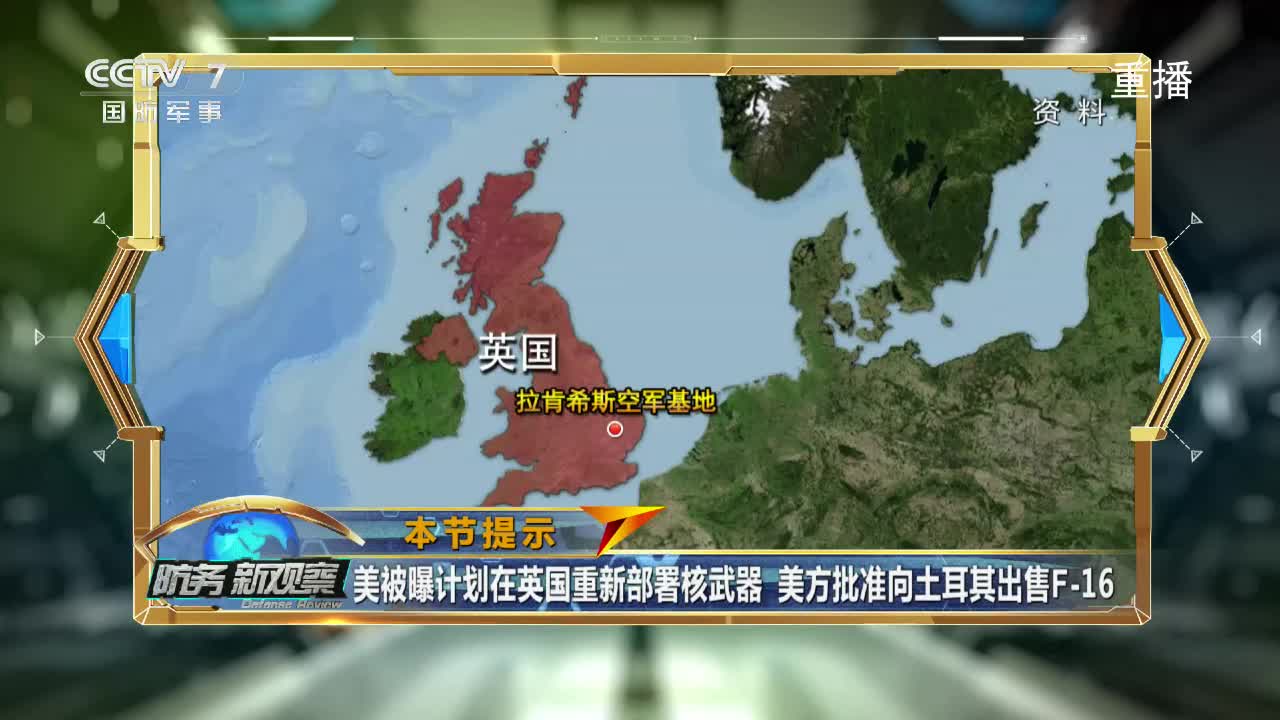 CCTV 7
国防军事
重播
资料
英国
拉肯希斯空军基地
本节提示
防务新观察
Defense Review
美被曝计划在英国重新部署核武器 美方批准向土耳其出售F-16